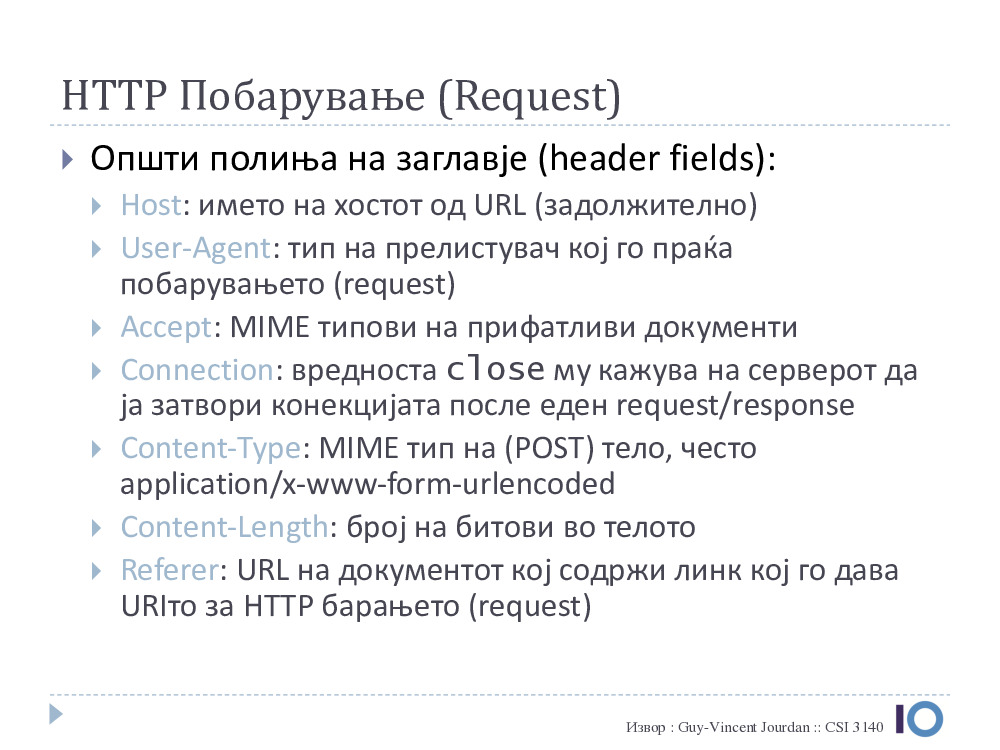 HTTP Побарување (Request)
Општи полиња на заглавје (header fields):
Host: името на хостот од URL (задолжително)
User-Agent: тип на прелистувач кој го праќа
побарувањето (request)
Accept: MIME типови на прифатливи документи
Connection: вредноста close му кажува на серверот да
ја затвори конекцијата после еден request/response
Content-Type: MIME тип на (POST) тело, често
application/x-www-form-urlencoded
Content-Length: број на битови во телото
Referer: URL на документот кој содржи линк кој го дава
URIто за HTTP барањето (request)
Извор : Guy-Vincent Jourdan :: CSI 3140